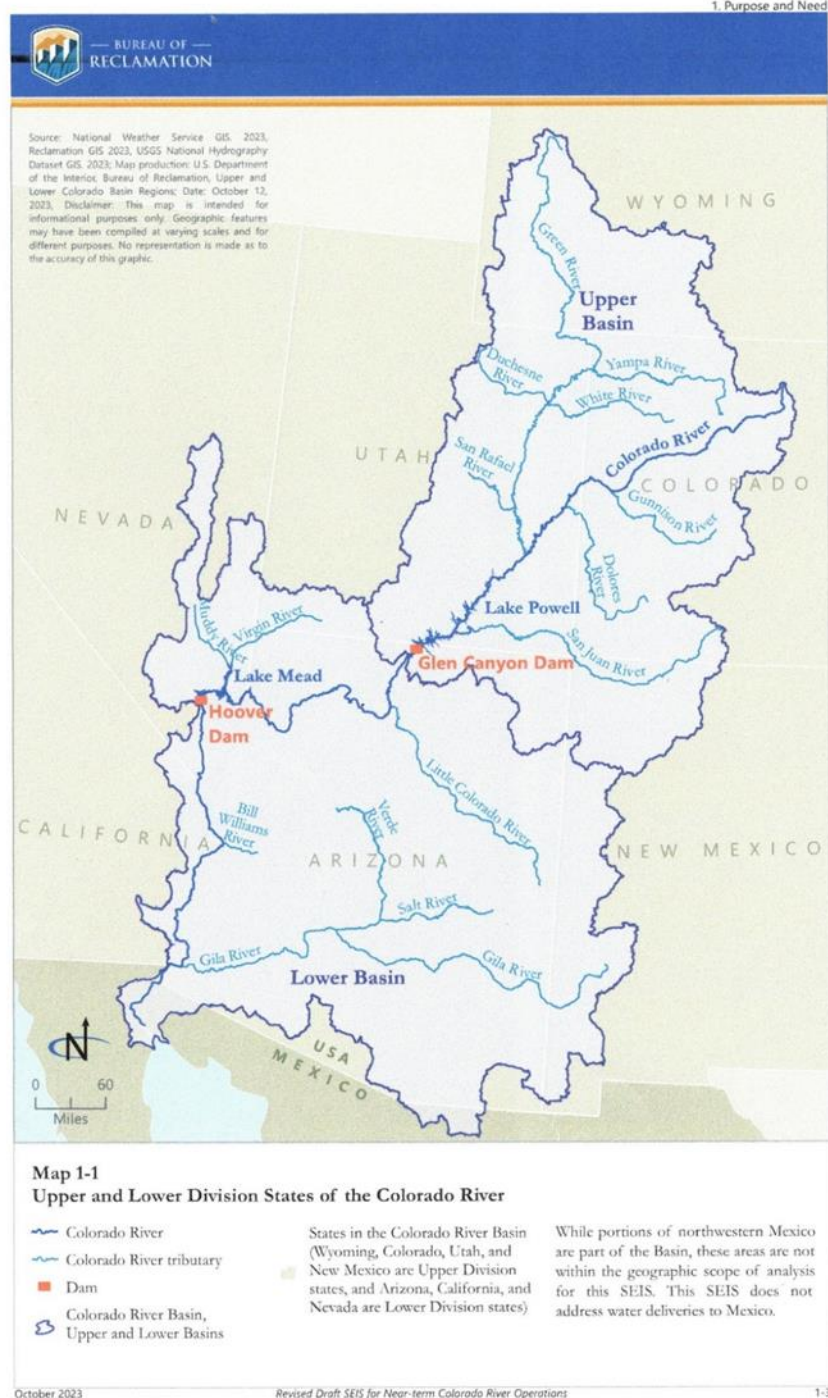 1. Purpose and Need
BUREAU OF
RECLAMATION
Source: National Weather Service GIS. 2023,
Reclamation GIS 2023, USGS National Hydrography
Dataset GIS. 2023; Map production: U.S. Department
of the Interior, Bureau of Reclamation, Upper and
Lower Colorado Basin Regions; Date: October 12,
2023, Disclaimer: This map is intended for
informational purposes only. Geographic features
may have been compiled at varying scales and for
different purposes. No representation is made as to
the accuracy of this graphic.
WYOMING
Green River
Upper
Basin
Duchesne
River
Yampa River
White River
Colorado River
San Rafael
River
UTAH
COLORADO
Gunnison River
NEVADA
Dolores
River
Lake Powell
Muddy River
Virgin River
San Juan River
Glen Canyon Dam
Lake Mead
Hoover
Dam
Little Colorado River
Bill
Williams
River
Verde
River
CALIFORNIA
ARIZONA
NEW MEXICO
Salt River
Gila River
Gila River
Lower Basin
N
USA
MEXICO
0 60
Miles
Map 1-1
Upper and Lower Division States of the Colorado River
Colorado River
Colorado River tributary
Dam
Colorado River Basin,
Upper and Lower Basins
States in the Colorado River Basin
(Wyoming, Colorado, Utah, and
New Mexico are Upper Division
states, and Arizona, California, and
Nevada are Lower Division states)
While portions of northwestern Mexico
are part of the Basin, these areas are not
within the geographic scope of analysis
for this SEIS. This SEIS does not
address water deliveries to Mexico.
October 2023
Revised Draft SEIS for Near-term Colorado River Operations